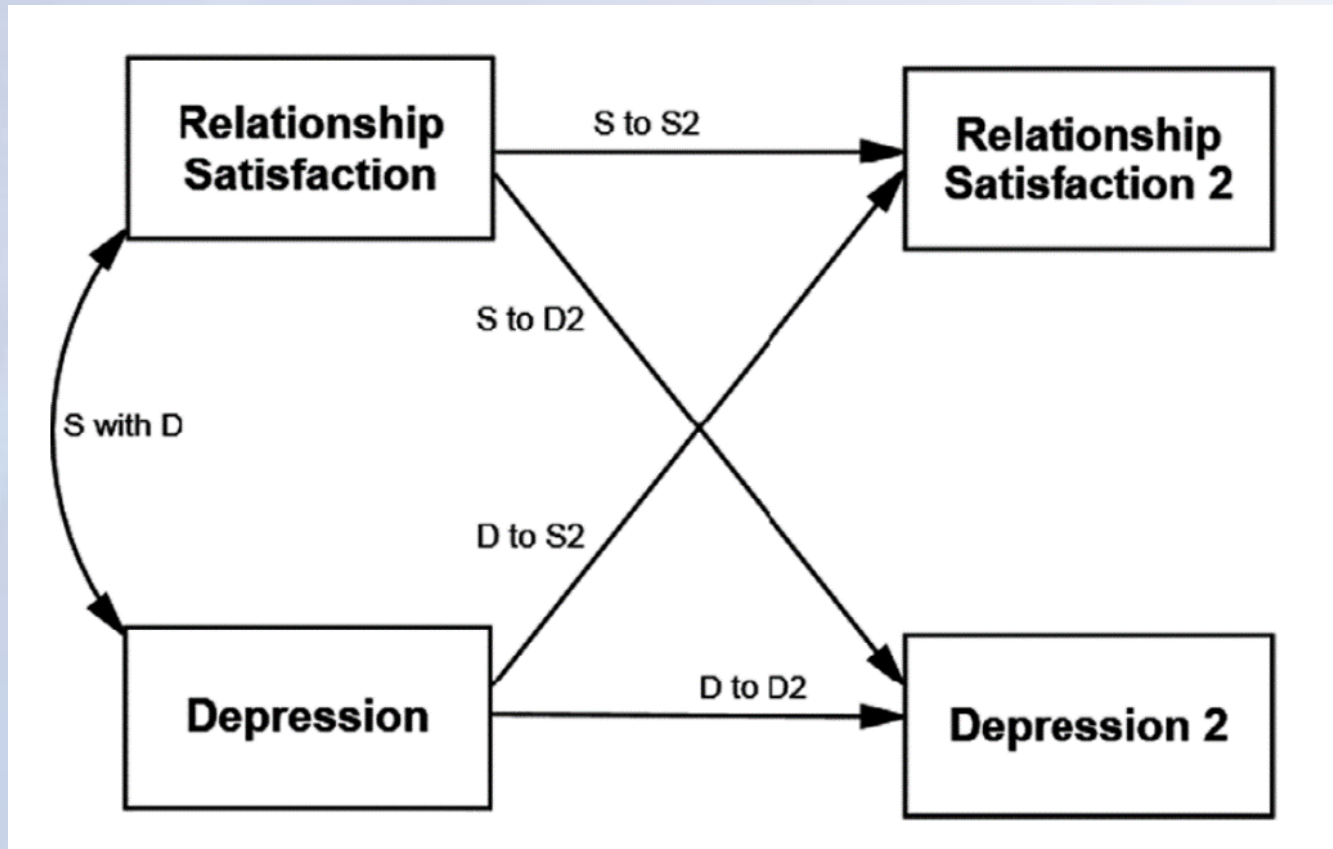 Relationship
Satisfaction
S to S2
Relationship
Satisfaction 2
S to D2
S with D
D to S2
Depression
D to D2
Depression 2